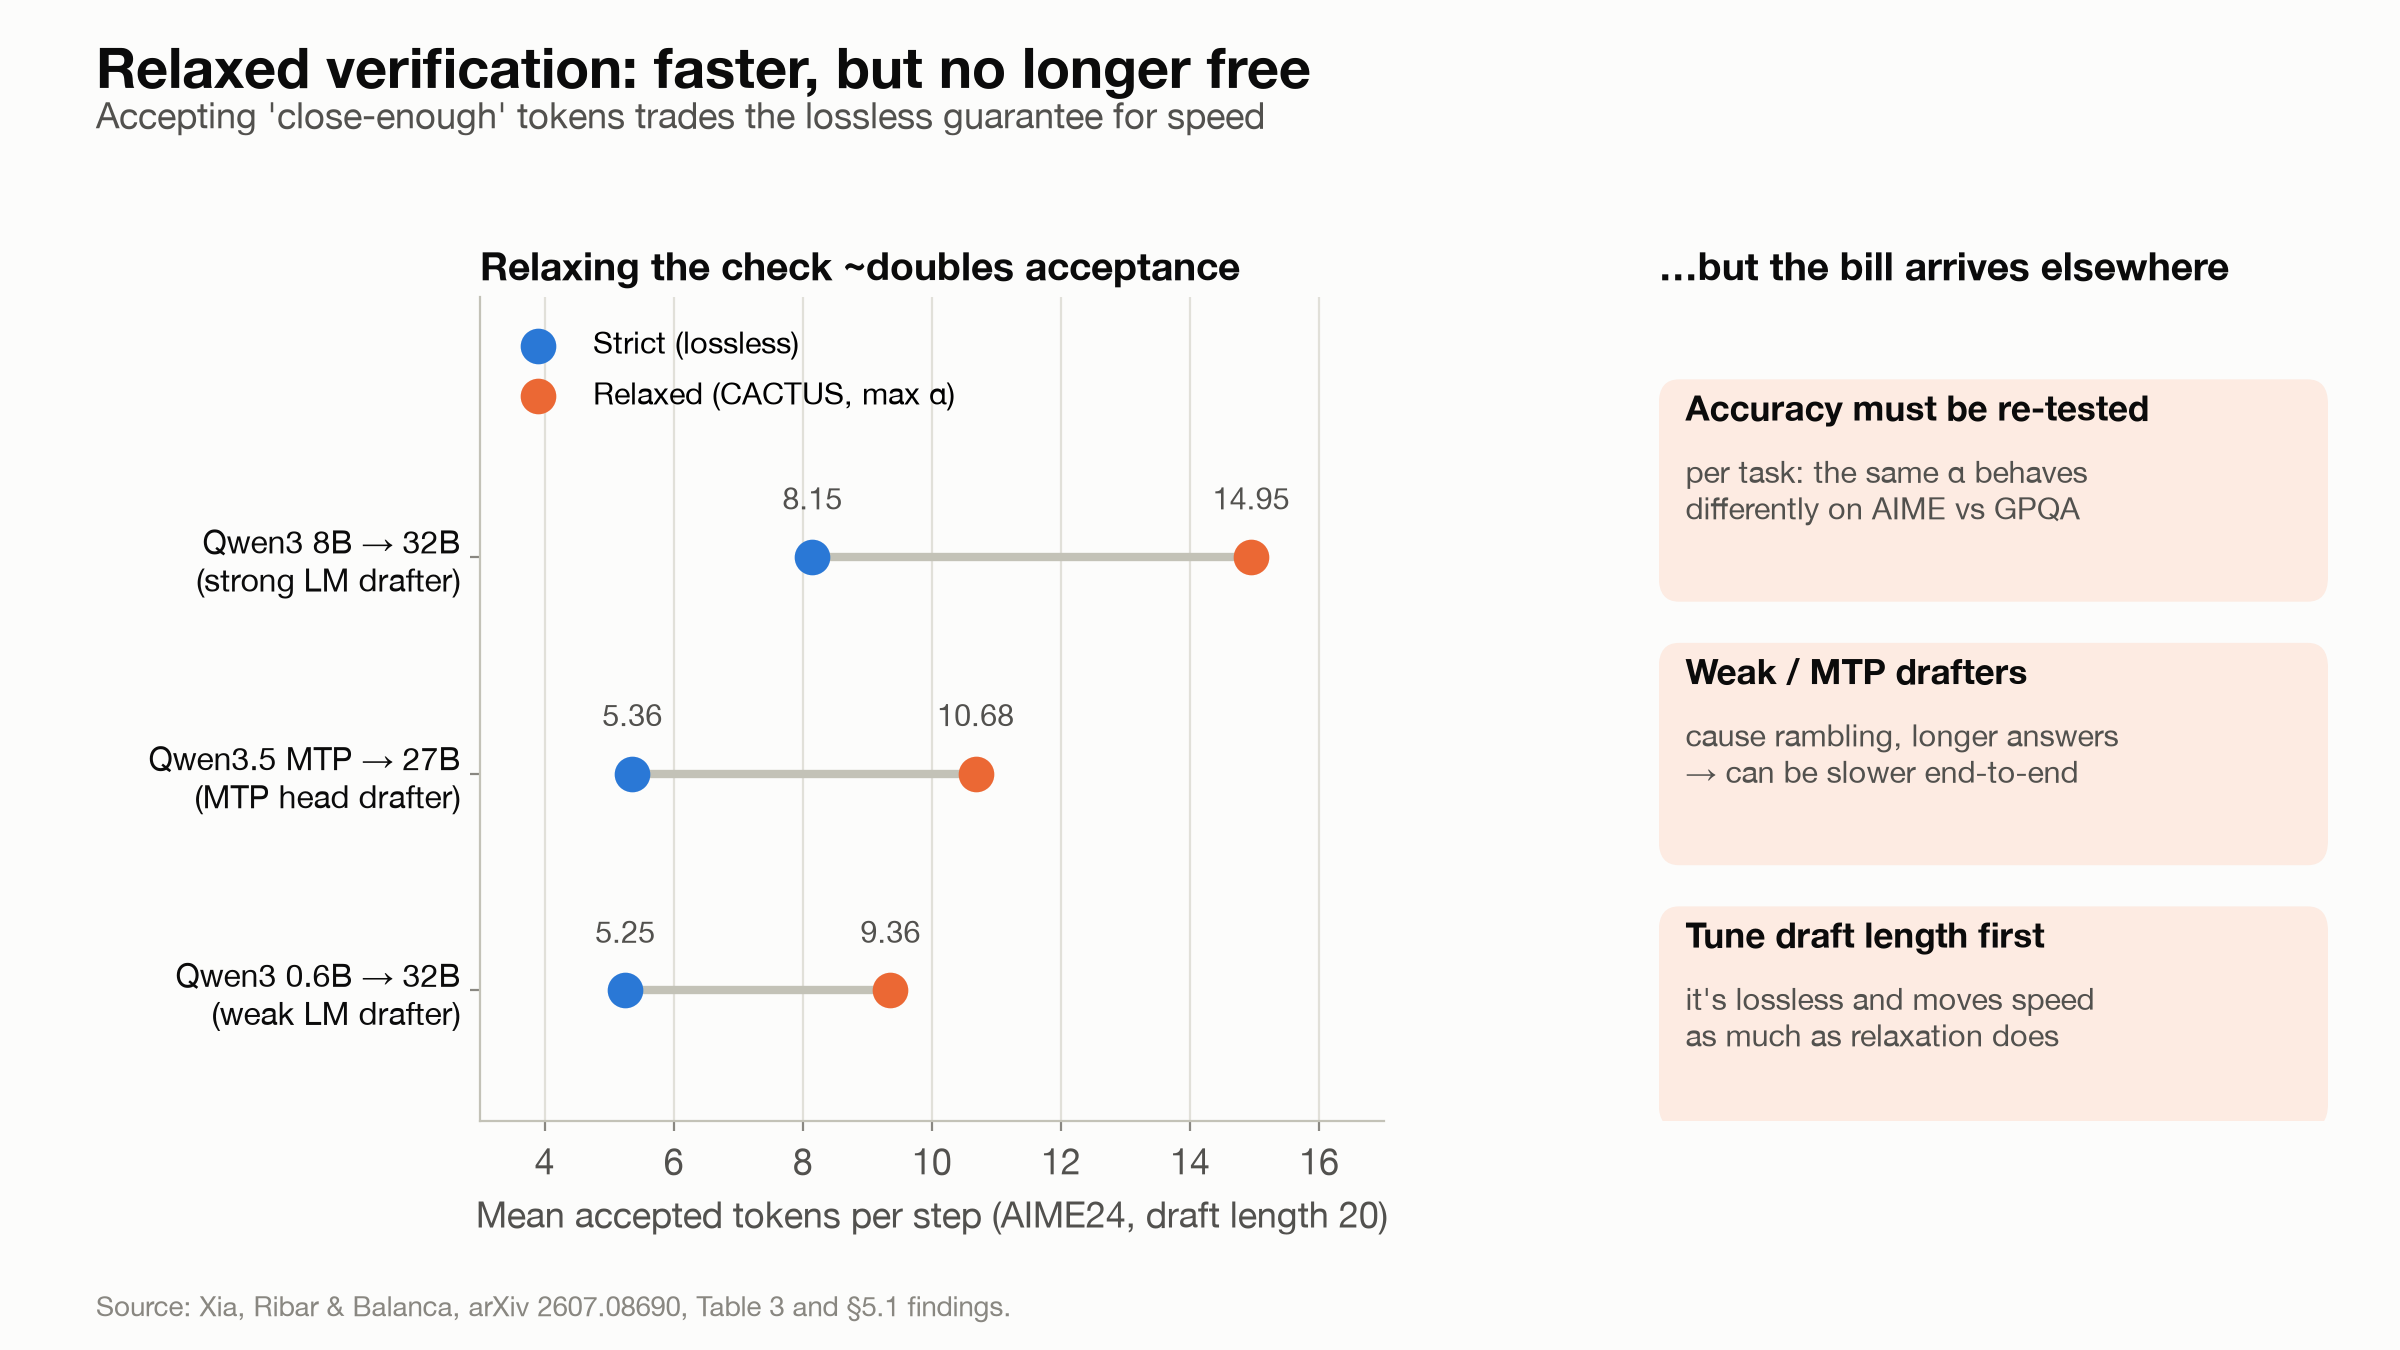 Relaxed verification: faster, but no longer free
Accepting 'close-enough' tokens trades the lossless guarantee for speed
Relaxing the check ~doubles acceptance
Strict (lossless)
Relaxed (CACTUS, max α)
8.15
14.95
Qwen3 8B → 32B
(strong LM drafter)
5.36
10.68
Qwen3.5 MTP → 27B
(MTP head drafter)
5.25
9.36
Qwen3 0.6B → 32B
(weak LM drafter)
4 6 8 10 12 14 16
Mean accepted tokens per step (AIME24, draft length 20)
...but the bill arrives elsewhere
Accuracy must be re-tested
per task: the same α behaves
differently on AIME vs GPQA
Weak / MTP drafters
cause rambling, longer answers
→ can be slower end-to-end
Tune draft length first
it's lossless and moves speed
as much as relaxation does
Source: Xia, Ribar & Balanca, arXiv 2607.08690, Table 3 and §5.1 findings.